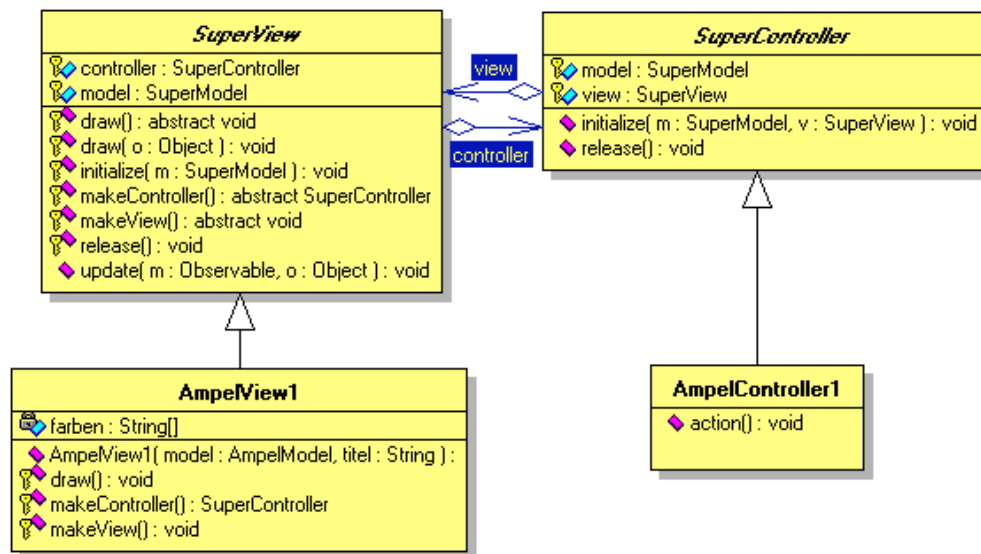 SuperView
controller : SuperController
model : SuperModel
draw() : abstract void
draw( o : Object ) : void
initialize( m : SuperModel ) : void
makeController() : abstract SuperController
makeView() : abstract void
release() : void
update( m : Observable, o : Object ) : void
view
controller
SuperController
model : SuperModel
view : SuperView
initialize( m : SuperModel, v : SuperView ) : void
release() : void
AmpelView1
farben : String[]
AmpelView1( model : AmpelModel, titel : String ) :
draw() : void
makeController() : SuperController
makeView() : void
AmpelController1
action() : void